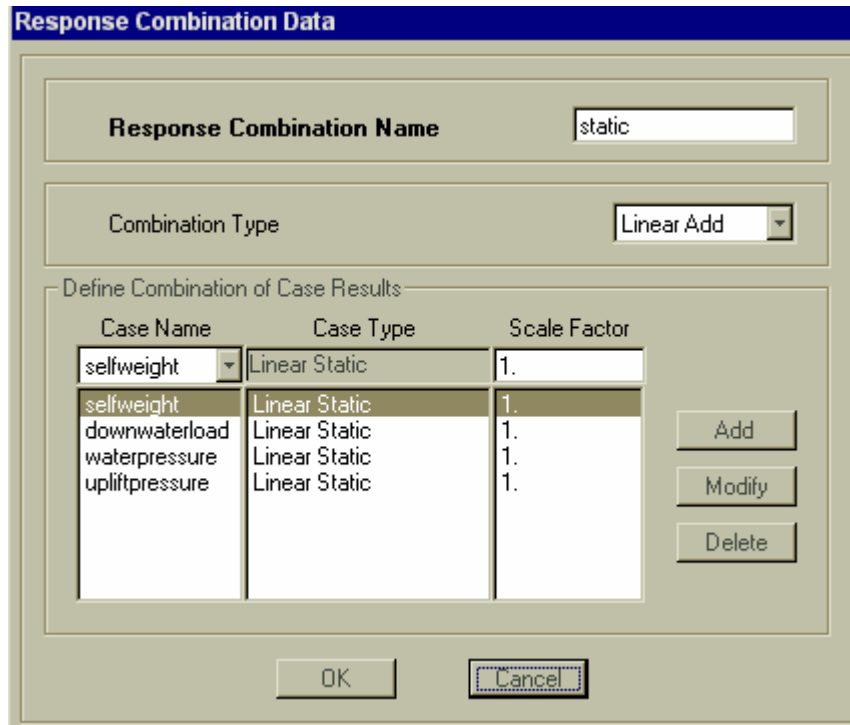 Response Combination Data
Response Combination Name static
Combination Type Linear Add
Define Combination of Case Results
Case Name Case Type Scale Factor
selfweight Linear Static 1.
selfweight Linear Static 1.
downwaterload Linear Static 1.
waterpressure Linear Static 1.
upliftpressure Linear Static 1.
Add
Modify
Delete
OK Cancel